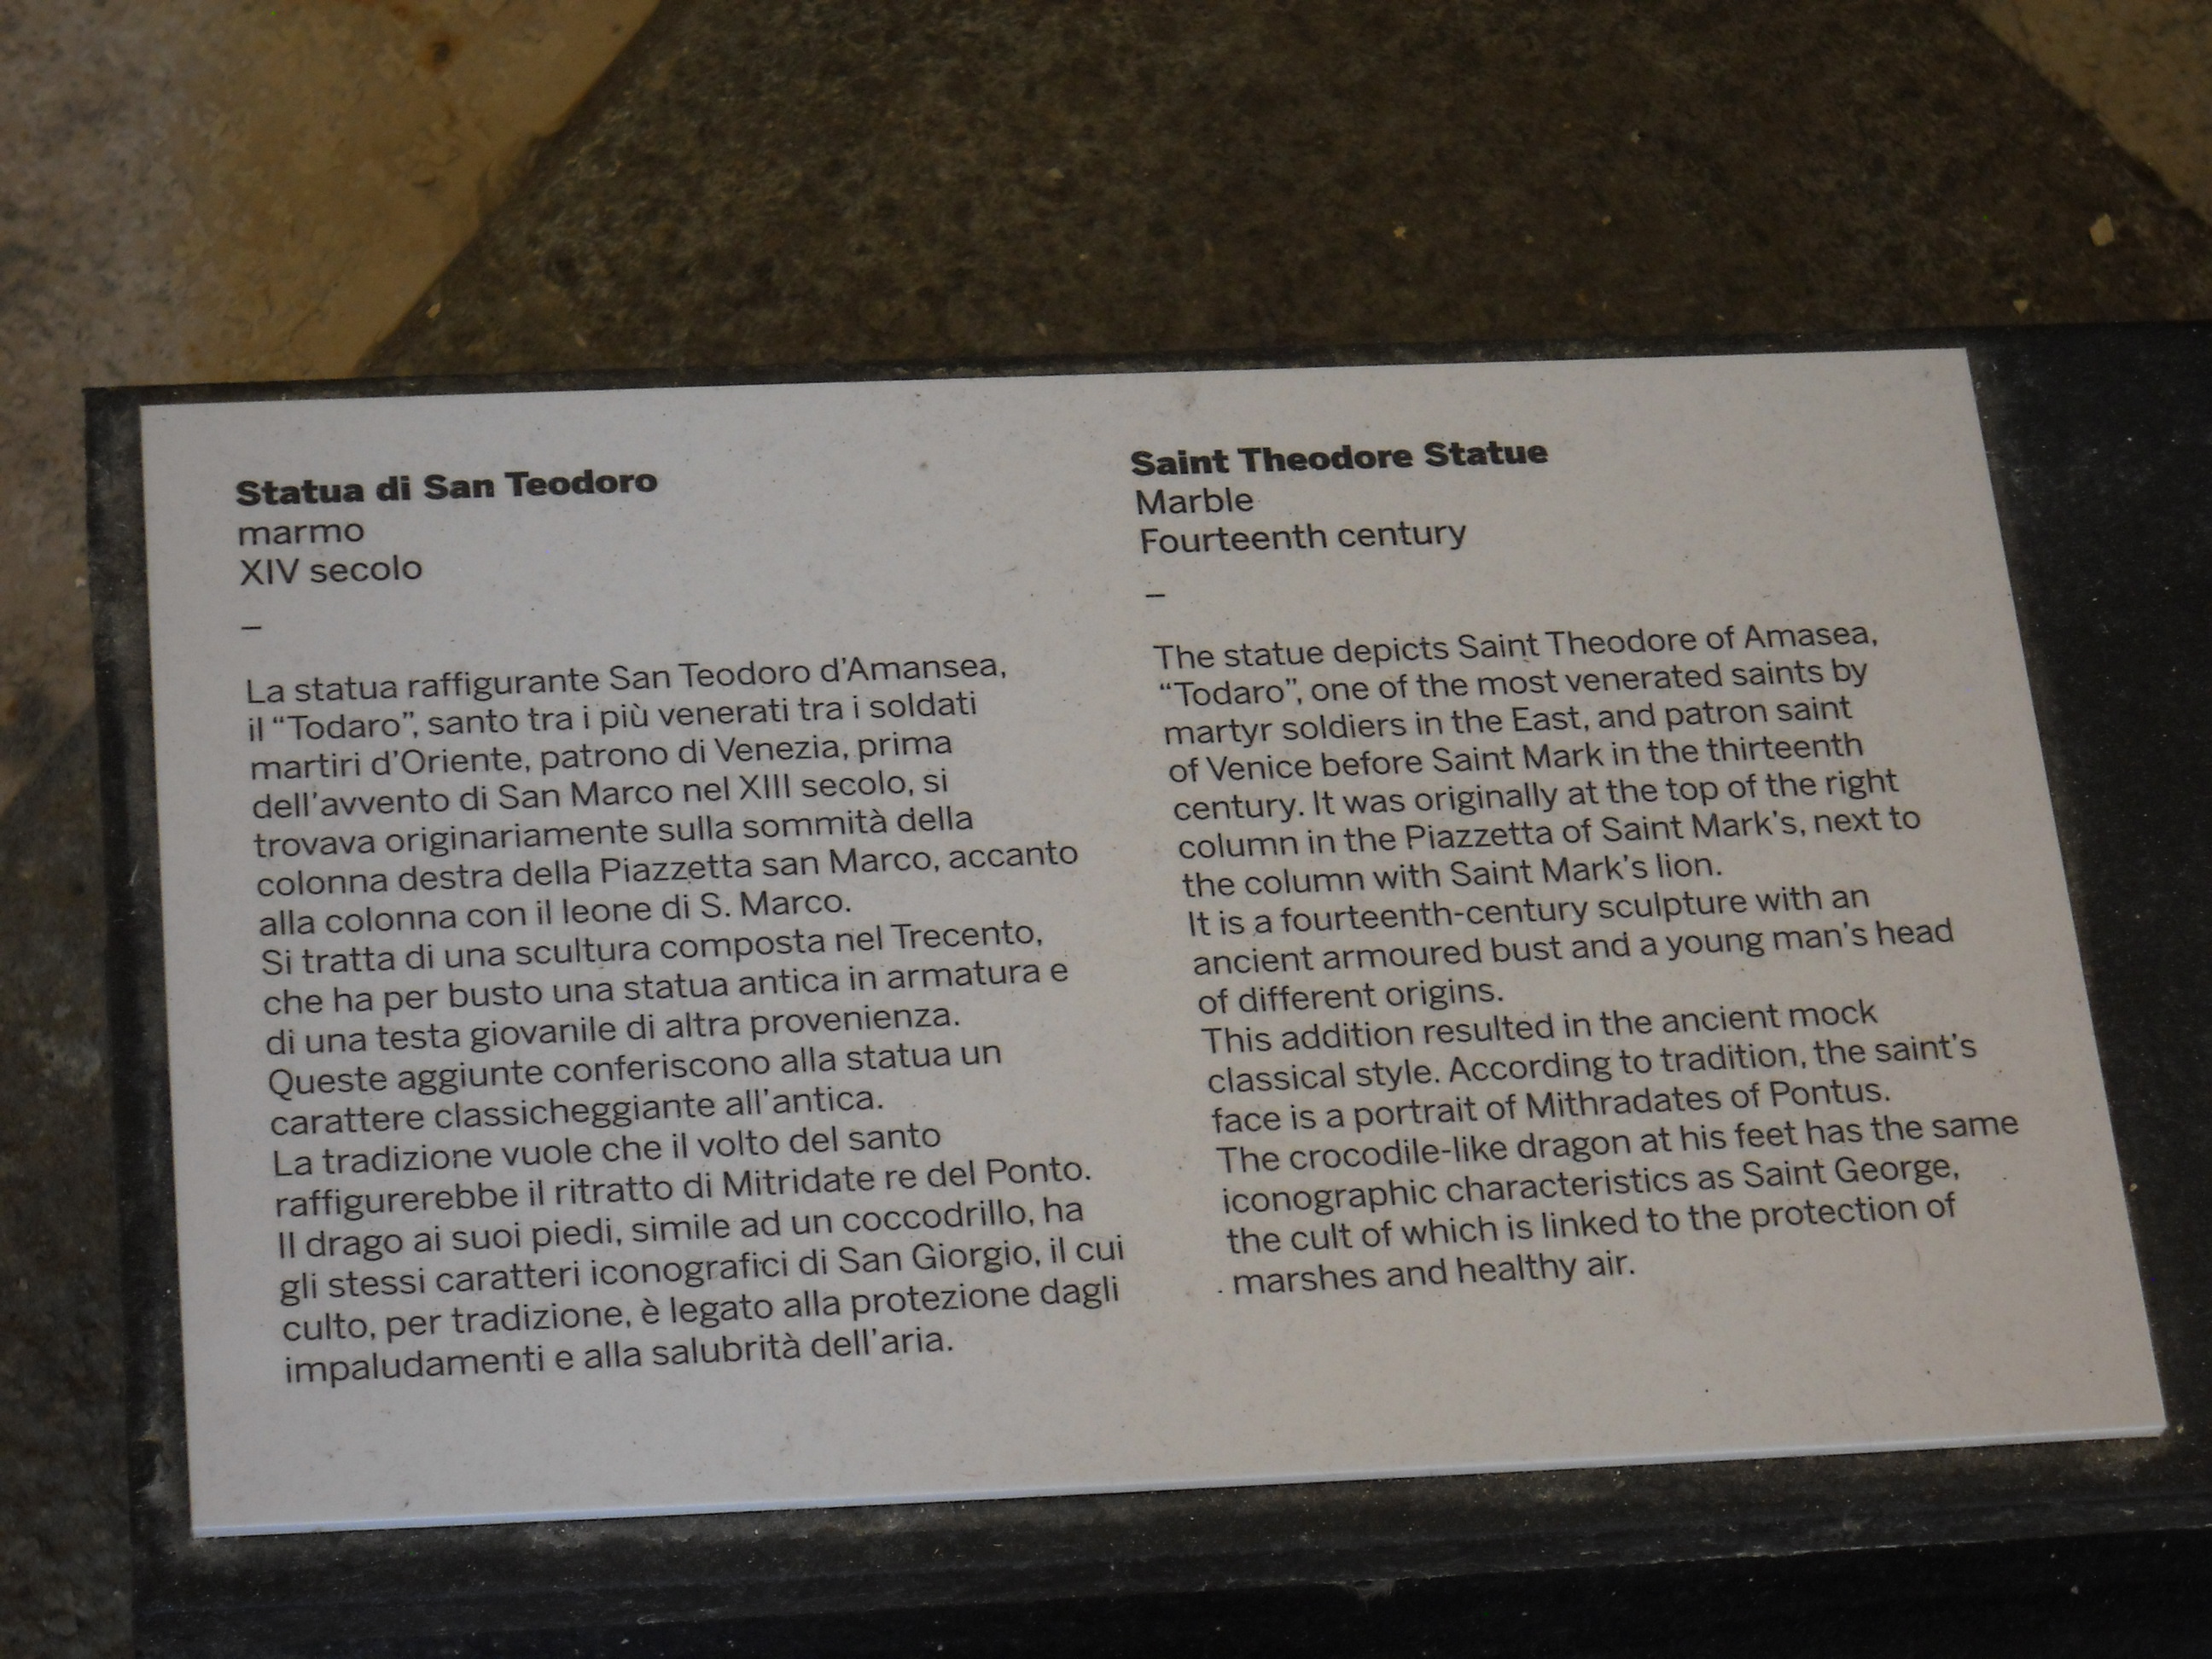 Statua di San Teodoro
marmo
XIV secolo
–
La statua raffigurante San Teodoro d'Amansea,
il “Todaro”, santo tra i più venerati tra i soldati
martiri d'Oriente, patrono di Venezia, prima
dell'avvento di San Marco nel XIII secolo, si
trovava originariamente sulla sommità della
colonna destra della Piazzetta san Marco, accanto
alla colonna con il leone di S. Marco.
Si tratta di una scultura composta nel Trecento,
che ha per busto una statua antica in armatura e
di una testa giovanile di altra provenienza.
Queste aggiunte conferiscono alla statua un
carattere classicheggiante all'antica.
La tradizione vuole che il volto del santo
raffigurerebbe il ritratto di Mitridate re del Ponto.
Il drago ai suoi piedi, simile ad un coccodrillo, ha
gli stessi caratteri iconografici di San Giorgio, il cui
culto, per tradizione, è legato alla protezione dagli
impaludamenti e alla salubrità dell'aria.
Saint Theodore Statue
Marble
Fourteenth century
–
The statue depicts Saint Theodore of Amasea,
“Todaro”, one of the most venerated saints by
martyr soldiers in the East, and patron saint
of Venice before Saint Mark in the thirteenth
century. It was originally at the top of the right
column in the Piazzetta of Saint Mark's, next to
the column with Saint Mark's lion.
It is a fourteenth-century sculpture with an
ancient armoured bust and a young man's head
of different origins.
This addition resulted in the ancient mock
classical style. According to tradition, the saint's
face is a portrait of Mithradates of Pontus.
The crocodile-like dragon at his feet has the same
iconographic characteristics as Saint George,
the cult of which is linked to the protection of
marshes and healthy air.